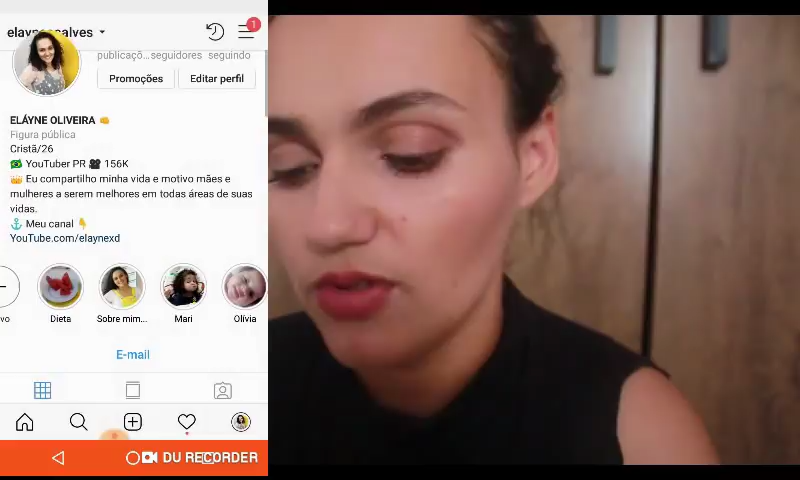 1
publicaçõ... seguidores seguindo
Promoções Editar perfil
ELÁYNE OLIVEIRA
Figura pública
Cristã/26
YouTuber PR 156K
Eu compartilho minha vida e motivo mães e
mulheres a serem melhores em todas áreas de suas
vidas.
Meu canal
YouTube.com/elaynexd
vo Dieta Sobre mim... Mari Olívia
E-mail
DU RECORDER